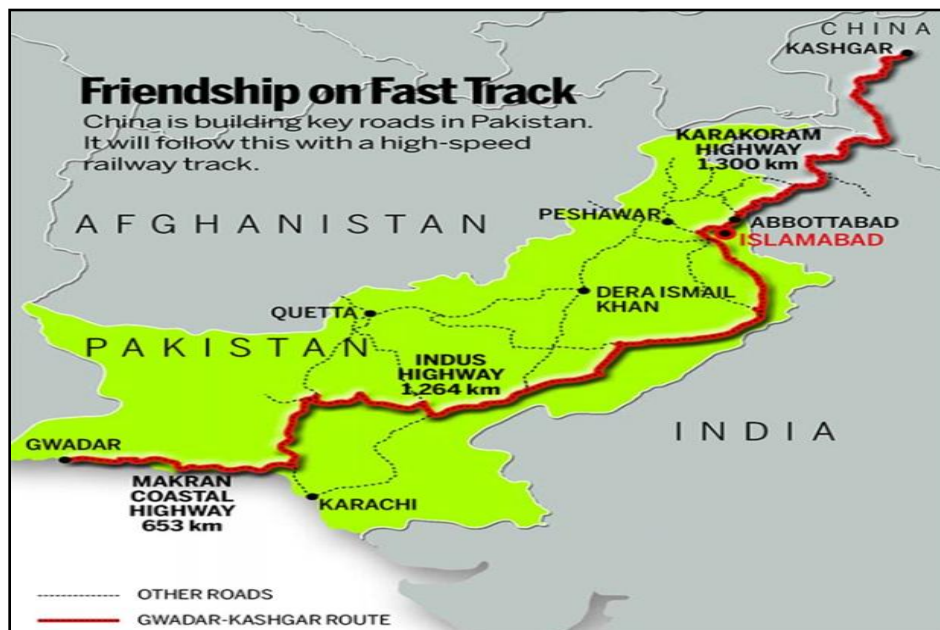 CHINA
KASHGAR
Friendship on Fast Track
China is building key roads in Pakistan.
It will follow this with a high-speed
railway track.
KARAKORAM
HIGHWAY
1,300 km
AFGHANISTAN
PESHAWAR
ABBOTTABAD
ISLAMABAD
DERA ISMAIL
KHAN
QUETTA
PAKISTAN
INDUS
HIGHWAY
1,264 km
INDIA
GWADAR
MAKRAN
COASTAL
HIGHWAY
653 km
KARACHI
OTHER ROADS
GWADAR-KASHGAR ROUTE